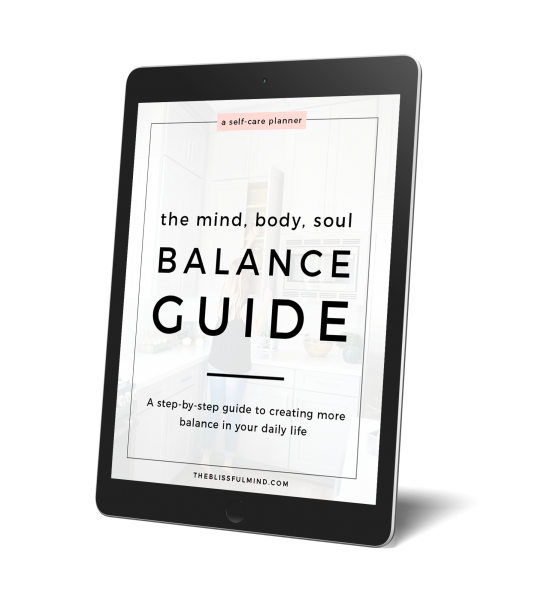 a self-care planner
the mind, body, soul
BALANCE
GUIDE
A step-by-step guide to creating more
balance in your daily life
THEBLISSFULMIND.COM